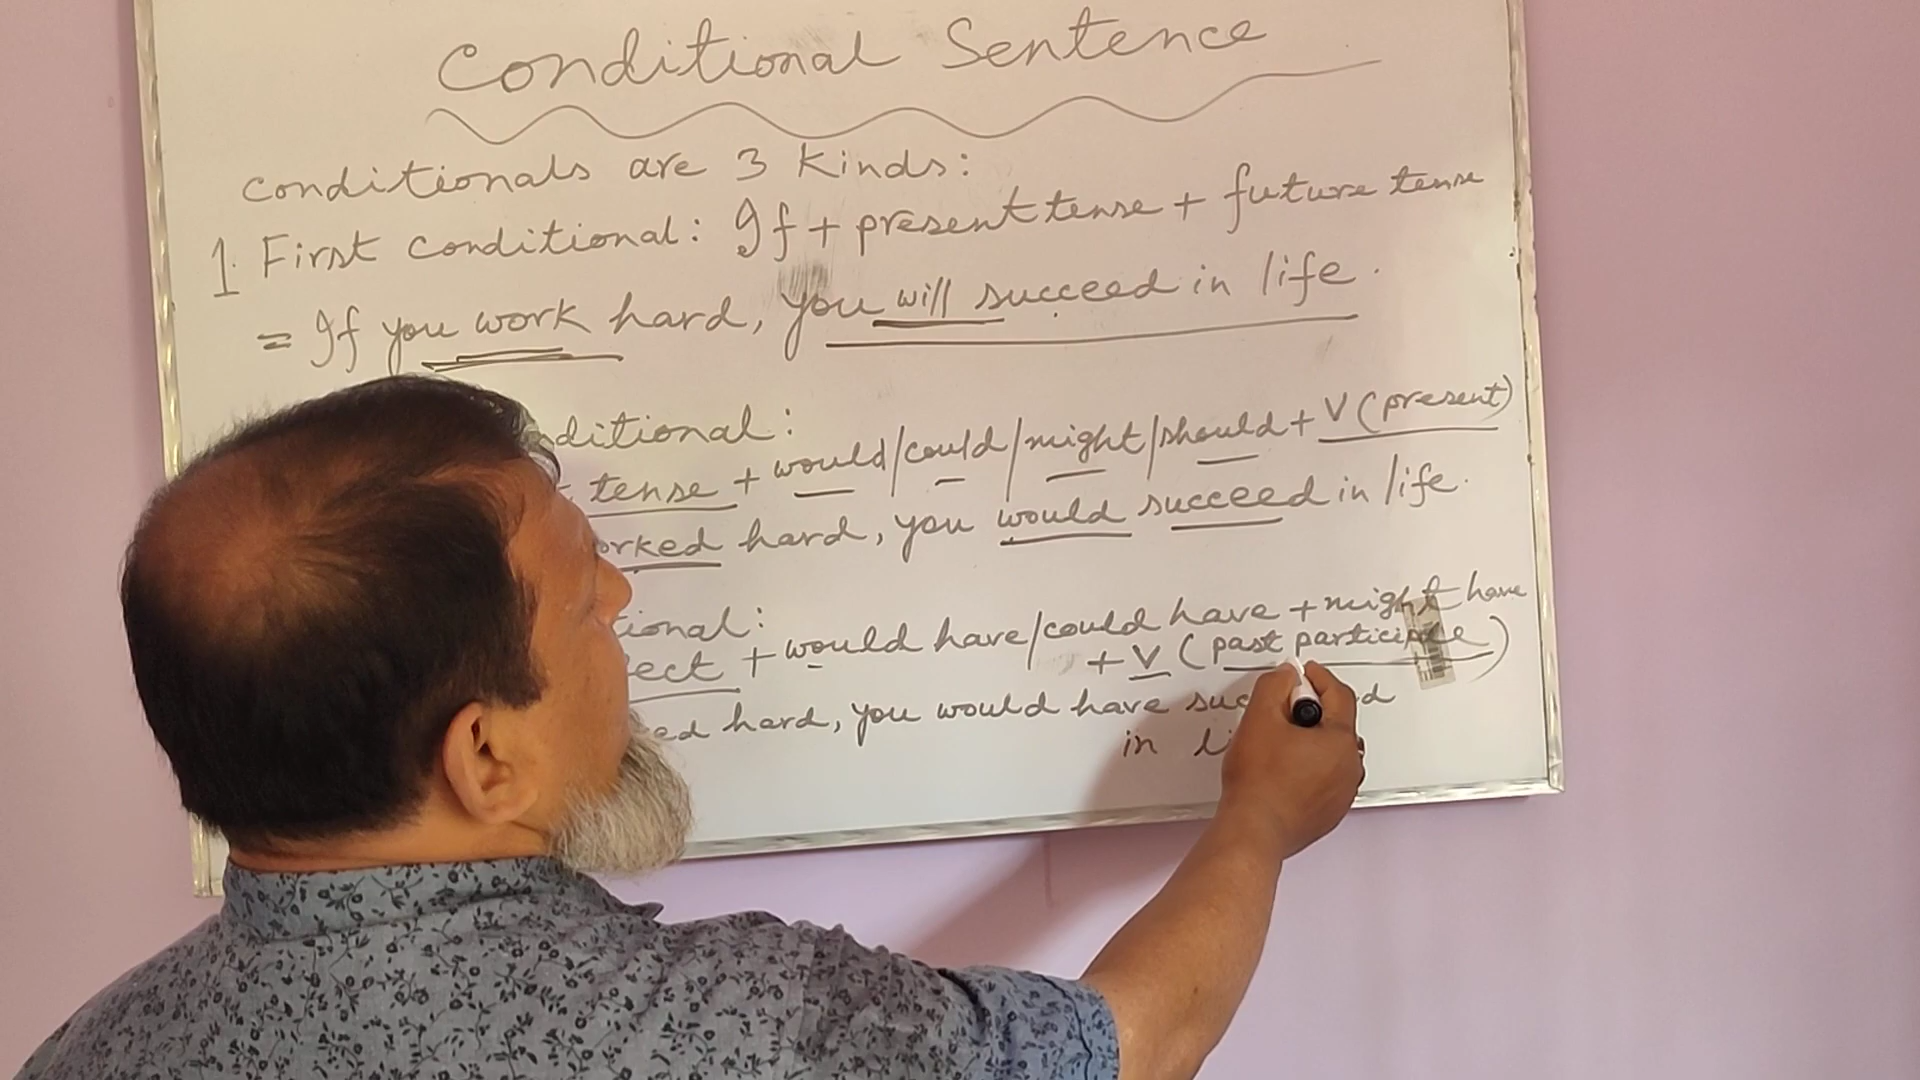 Conditional Sentence
Conditionals are 3 kinds:
1. First conditional: If + present tense + future tense
= If you work hard, you will succeed in life.
ditional:
tense + would/could/might/should + V (present)
orked hard, you would succeed in life.
tional:
ect + would have/could have + might have
+ V (past participle)
ed hard, you would have suc d
in li